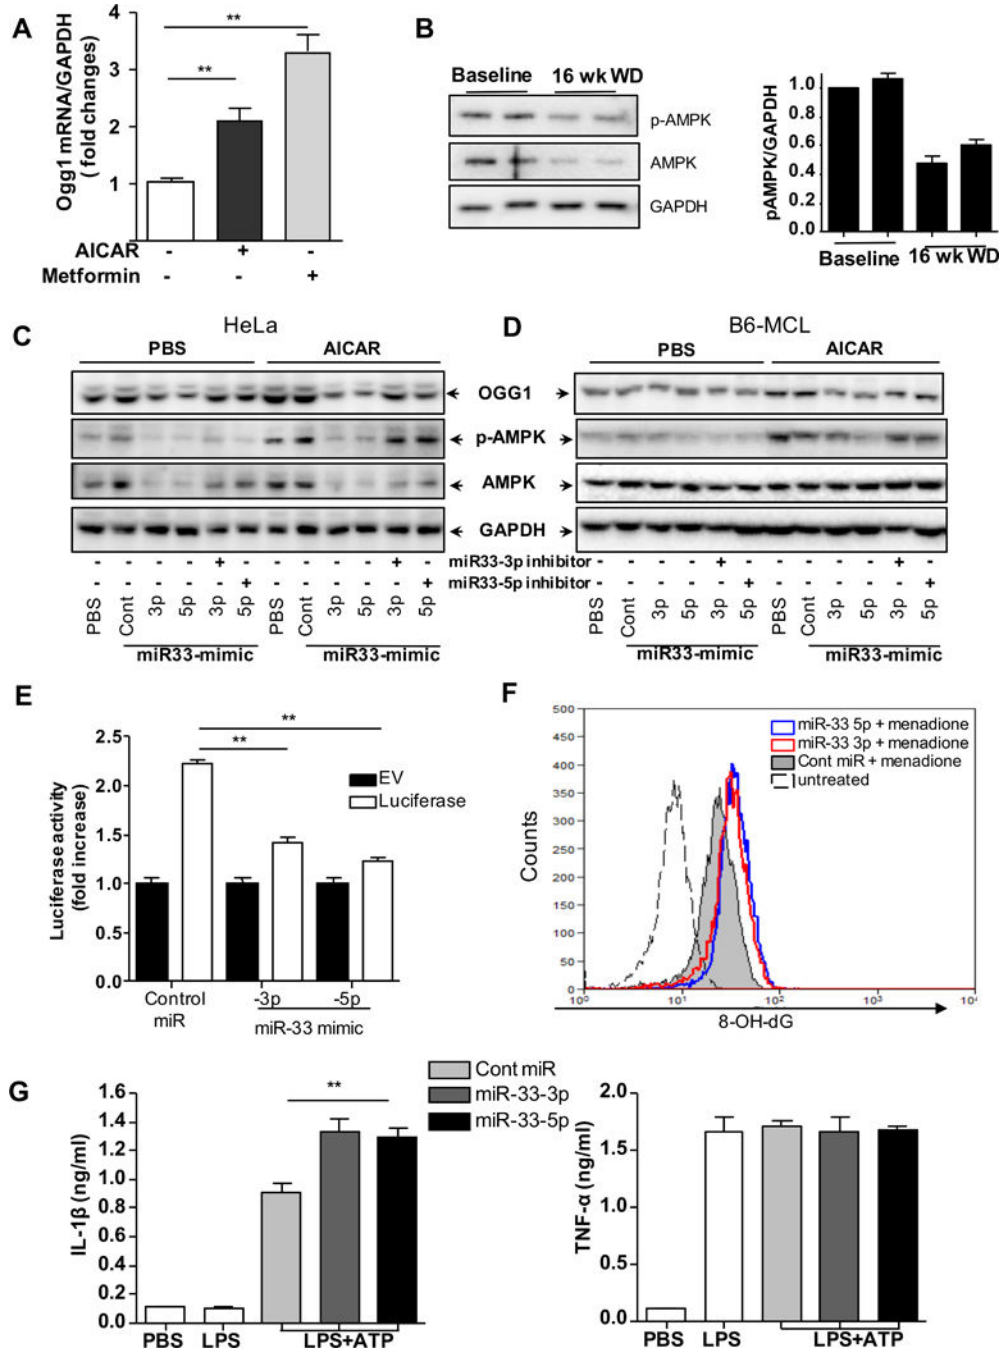 A
Ogg1 mRNA/GAPDH
( fold changes)
4
3
2
1
**
**
AICAR - + -
Metformin - - +
B
Baseline 16 wk WD
p-AMPK
AMPK
GAPDH
pAMPK/GAPDH
1.0
0.8
0.6
0.4
0.2
0.0
Baseline 16 wk WD
C
HeLa
PBS AICAR
D
B6-MCL
PBS AICAR
OGG1
p-AMPK
AMPK
GAPDH
- - - - + - - - - - + - miR33-3p inhibitor - - - - + - - - - - + -
- - - - - + - - - - - + miR33-5p inhibitor - - - - - + - - - - - +
PBS Cont 3p 5p 3p 5p PBS Cont 3p 5p 3p 5p
miR33-mimic miR33-mimic
PBS Cont 3p 5p 3p 5p PBS Cont 3p 5p 3p 5p
miR33-mimic miR33-mimic
E
Luciferase activity
(fold increase)
2.5
2.0
1.5
1.0
0.5
0.0
**
**
EV
Luciferase
Control
miR
-3p -5p
miR-33 mimic
F
Counts
500
450
400
350
300
250
200
150
100
50
0
miR-33 5p + menadione
miR-33 3p + menadione
Cont miR + menadione
untreated
10⁰ 10¹ 10² 10³ 10⁴
8-OH-dG
G
IL-1β (ng/ml)
1.6
1.4
1.2
1.0
0.8
0.2
0.0
**
Cont miR
miR-33-3p
miR-33-5p
PBS LPS LPS+ATP
TNF-α (ng/ml)
2.0
1.5
1.0
0.5
0.0
PBS LPS LPS+ATP